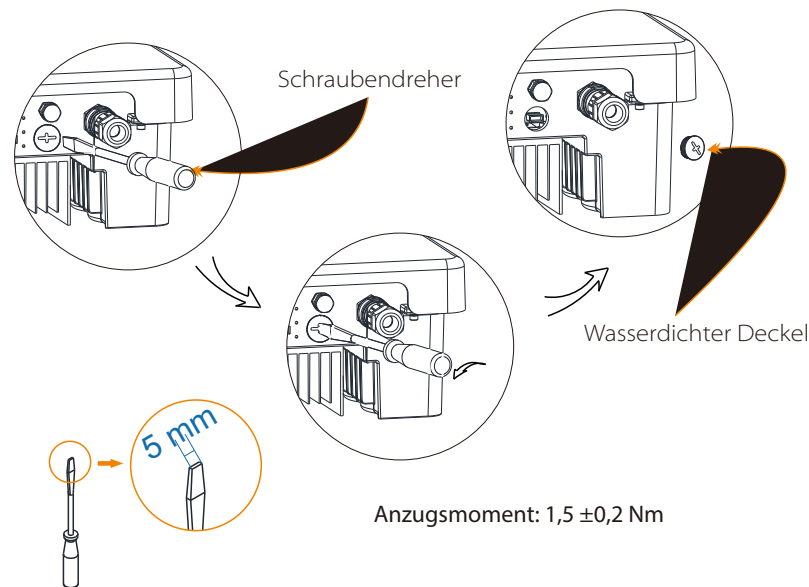 Schraubendreher
Wasserdichter Deckel
5 mm
Anzugsmoment: 1,5 ±0,2 Nm